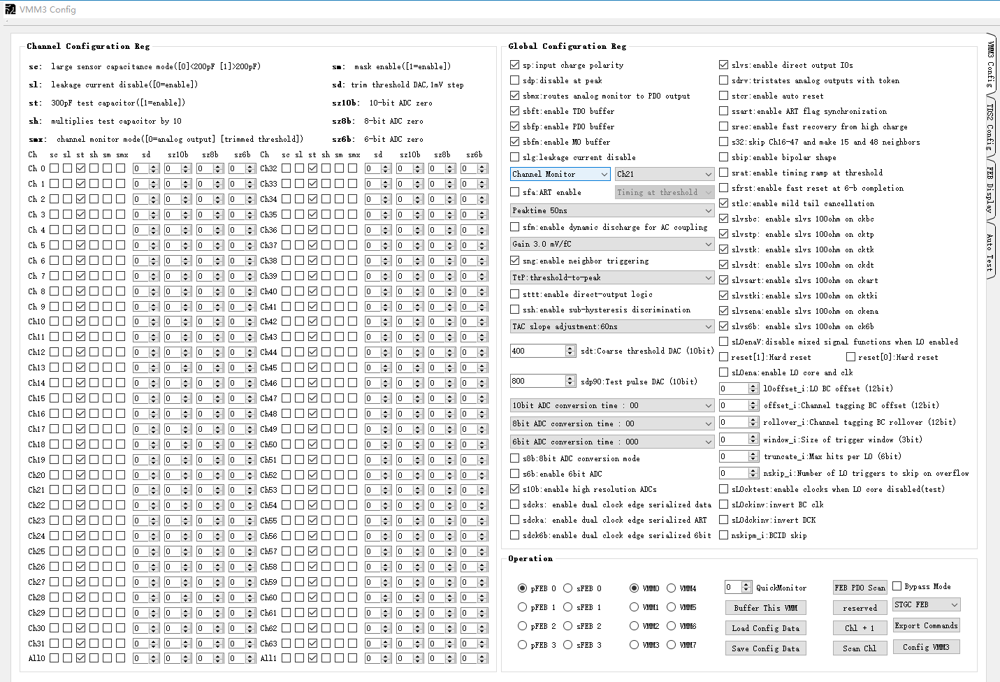 VMM3 Config
Channel Configuration Reg
sc: large sensor capacitance mode([0]<200pF [1]>200pF)
sm: mask enable([1=enable])
sl: leakage current disable([0=enable])
sd: trim threshold DAC,1mV step
st: 300pF test capacitor([1=enable])
sz10b: 10-bit ADC zero
sh: multiplies test capacitor by 10
sz8b: 8-bit ADC zero
smx: channel monitor mode([0=analog output] [trimmed threshold])
sz6b: 6-bit ADC zero
Ch sc sl st sh sm smx sd sz10b sz8b sz6b Ch sc sl st sh sm smx sd sz10b sz8b sz6b
Ch 0 0 0 0 0 Ch32 0 0 0 0
Ch 1 0 0 0 0 Ch33 0 0 0 0
Ch 2 0 0 0 0 Ch34 0 0 0 0
Ch 3 0 0 0 0 Ch35 0 0 0 0
Ch 4 0 0 0 0 Ch36 0 0 0 0
Ch 5 0 0 0 0 Ch37 0 0 0 0
Ch 6 0 0 0 0 Ch38 0 0 0 0
Ch 7 0 0 0 0 Ch39 0 0 0 0
Ch 8 0 0 0 0 Ch40 0 0 0 0
Ch 9 0 0 0 0 Ch41 0 0 0 0
Ch10 0 0 0 0 Ch42 0 0 0 0
Ch11 0 0 0 0 Ch43 0 0 0 0
Ch12 0 0 0 0 Ch44 0 0 0 0
Ch13 0 0 0 0 Ch45 0 0 0 0
Ch14 0 0 0 0 Ch46 0 0 0 0
Ch15 0 0 0 0 Ch47 0 0 0 0
Ch16 0 0 0 0 Ch48 0 0 0 0
Ch17 0 0 0 0 Ch49 0 0 0 0
Ch18 0 0 0 0 Ch50 0 0 0 0
Ch19 0 0 0 0 Ch51 0 0 0 0
Ch20 0 0 0 0 Ch52 0 0 0 0
Ch21 0 0 0 0 Ch53 0 0 0 0
Ch22 0 0 0 0 Ch54 0 0 0 0
Ch23 0 0 0 0 Ch55 0 0 0 0
Ch24 0 0 0 0 Ch56 0 0 0 0
Ch25 0 0 0 0 Ch57 0 0 0 0
Ch26 0 0 0 0 Ch58 0 0 0 0
Ch27 0 0 0 0 Ch59 0 0 0 0
Ch28 0 0 0 0 Ch60 0 0 0 0
Ch29 0 0 0 0 Ch61 0 0 0 0
Ch30 0 0 0 0 Ch62 0 0 0 0
Ch31 0 0 0 0 Ch63 0 0 0 0
All0 0 0 0 0 All1 0 0 0 0
Global Configuration Reg
sp:input charge polarity
sdp:disable at peak
sbmx:routes analog monitor to PDO output
sbft:enable TDO buffer
sbfp:enable PDO buffer
sbfm:enable MO buffer
slg:leakage current disable
Channel Monitor Ch21
sfa:ART enable Timing at threshold
Peaktime 50ns
sfm:enable dynamic discharge for AC coupling
Gain 3.0 mV/fC
sng:enable neighbor triggering
TtP:threshold-to-peak
sttt:enable direct-output logic
ssh:enable sub-hysteresis discrimination
TAC slope adjustment:60ns
400 sdt:Coarse threshold DAC (10bit)
800 sdp90:Test pulse DAC (10bit)
10bit ADC conversion time : 00
8bit ADC conversion time : 00
6bit ADC conversion time : 000
s8b:8bit ADC conversion mode
s6b:enable 6bit ADC
s10b:enable high resolution ADCs
sdcks: enable dual clock edge serialized data
sdcka: enable dual clock edge serialized ART
sdck6b:enable dual clock edge serialized 6bit
slvs:enable direct output IOs
sdrv:tristates analog outputs with token
stcr:enable auto reset
ssart:enable ART flag synchronization
srec:enable fast recovery from high charge
s32:skip Ch16-47 and make 15 and 48 neighbors
sbip:enable bipolar shape
srat:enable timing ramp at threshold
sfrst:enable fast reset at 6-b completion
stlc:enable mild tail cancellation
slvsbc: enable slvs 100ohm on ckbc
slvstp: enable slvs 100ohm on cktp
slvstk: enable slvs 100ohm on cktk
slvsdt: enable slvs 100ohm on ckdt
slvsart:enable slvs 100ohm on ckart
slvstki:enable slvs 100ohm on cktki
slvsena:enable slvs 100ohm on ckena
slvs6b: enable slvs 100ohm on ck6b
sL0enaV:disable mixed signal functions when L0 enabled
reset[1]:Hard reset reset[0]:Hard reset
sL0ena:enable L0 core and clk
0 l0offset_i:L0 BC offset (12bit)
0 offset_i:Channel tagging BC offset (12bit)
0 rollover_i:Channel tagging BC rollover (12bit)
0 window_i:Size of trigger window (3bit)
0 truncate_i:Max hits per L0 (6bit)
0 nskip_i:Number of L0 triggers to skip on overflow
sL0cktest:enable clocks when L0 core disabled(test)
sL0ckinv:invert BC clk
sL0dckinv:invert DCK
nskipm_i:BCID skip
Operation
pFEB 0 sFEB 0 VMM0 VMM4 0 QuickMonitor FEB PDO Scan Bypass Mode
pFEB 1 sFEB 1 VMM1 VMM5 Buffer This VMM reserved STGC FEB
pFEB 2 sFEB 2 VMM2 VMM6 Load Config Data Chl + 1 Export Commands
pFEB 3 sFEB 3 VMM3 VMM7 Save Config Data Scan Chl Config VMM3
VMM3 Config
TDS2 Config
FEB Display
Auto Test